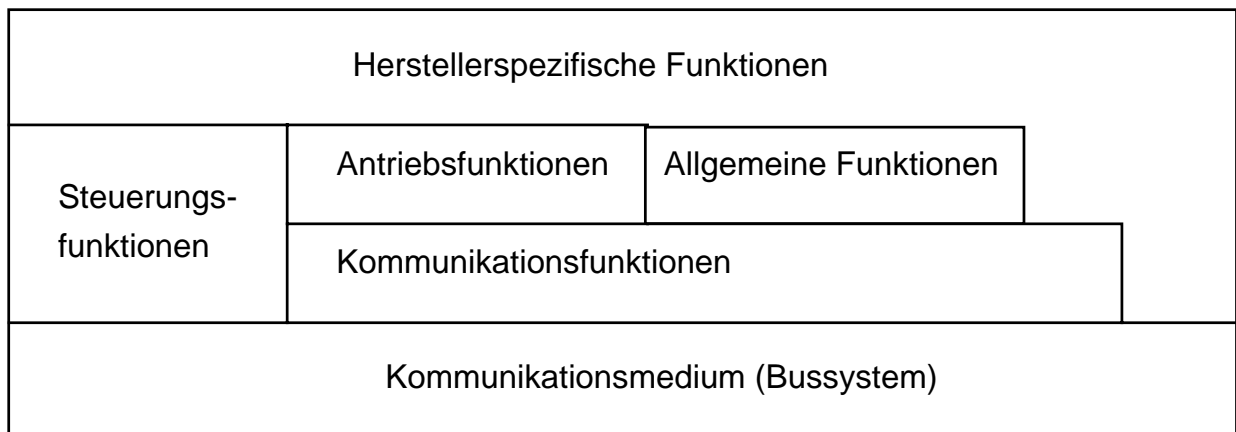 Herstellerspezifische Funktionen
Antriebsfunktionen
Allgemeine Funktionen
Steuerungs-
funktionen
Kommunikationsfunktionen
Kommunikationsmedium (Bussystem)